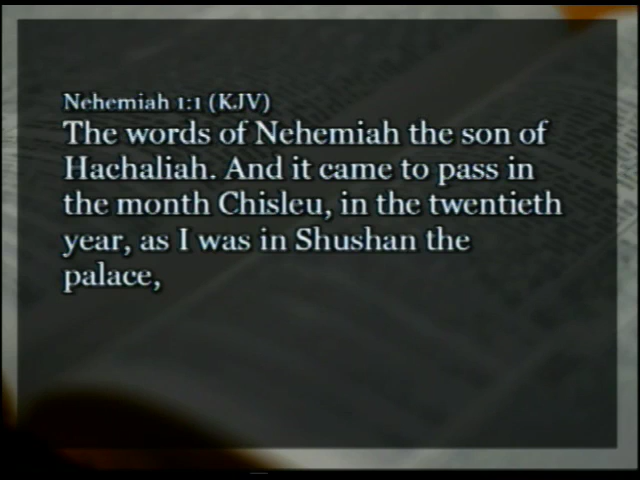 Nehemiah 1:1 (KJV)
The words of Nehemiah the son of
Hachaliah. And it came to pass in
the month Chisleu, in the twentieth
year, as I was in Shushan the
palace,